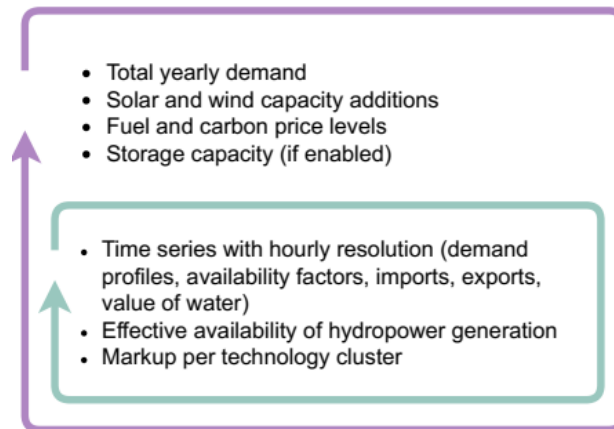 • Total yearly demand
• Solar and wind capacity additions
• Fuel and carbon price levels
• Storage capacity (if enabled)
• Time series with hourly resolution (demand
profiles, availability factors, imports, exports,
value of water)
• Effective availability of hydropower generation
• Markup per technology cluster